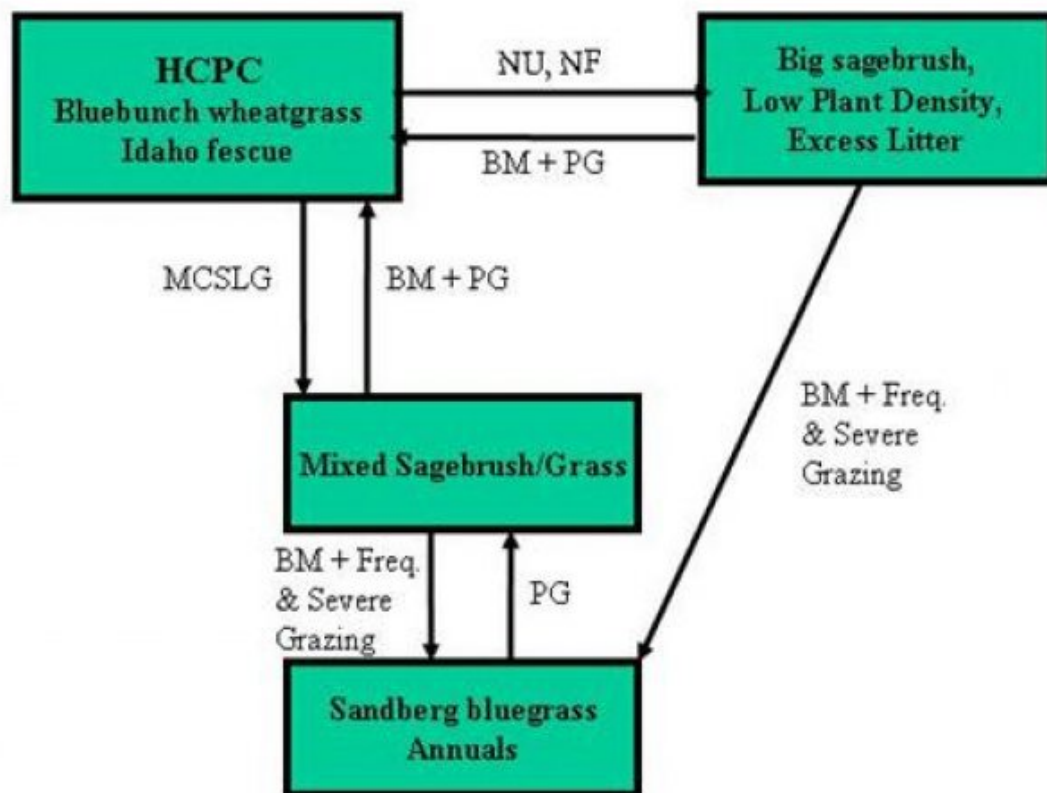 HCPC
Bluebunch wheatgrass
Idaho fescue
NU, NF
BM + PG
Big sagebrush,
Low Plant Density,
Excess Litter
MCSLG
BM + PG
BM + Freq.
& Severe
Grazing
Mixed Sagebrush/Grass
BM + Freq.
& Severe
Grazing
PG
Sandberg bluegrass
Annuals